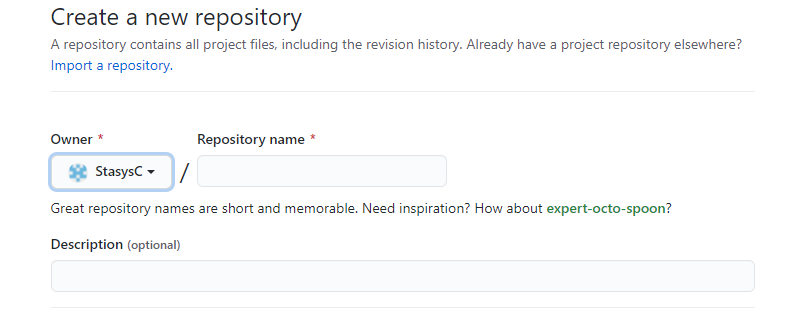 Create a new repository
A repository contains all project files, including the revision history. Already have a project repository elsewhere?
Import a repository.
Owner * Repository name *
StasysC /
Great repository names are short and memorable. Need inspiration? How about expert-octo-spoon?
Description (optional)